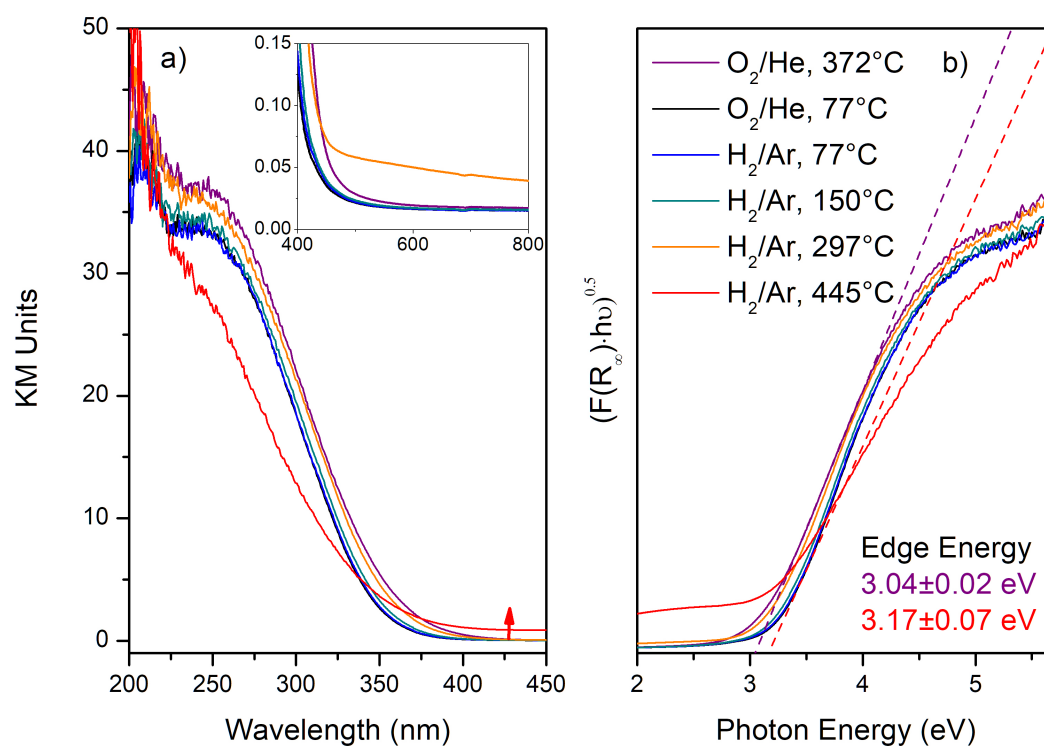 a)
50
40
30
20
10
0
KM Units
200
250
300
350
400
450
Wavelength (nm)
0.15
0.10
0.05
0.00
400
600
800
b)
O₂/He, 372°C
O₂/He, 77°C
H₂/Ar, 77°C
H₂/Ar, 150°C
H₂/Ar, 297°C
H₂/Ar, 445°C
(F(R∞)·hυ)⁰·⁵
Edge Energy
3.04±0.02 eV
3.17±0.07 eV
2
3
4
5
Photon Energy (eV)